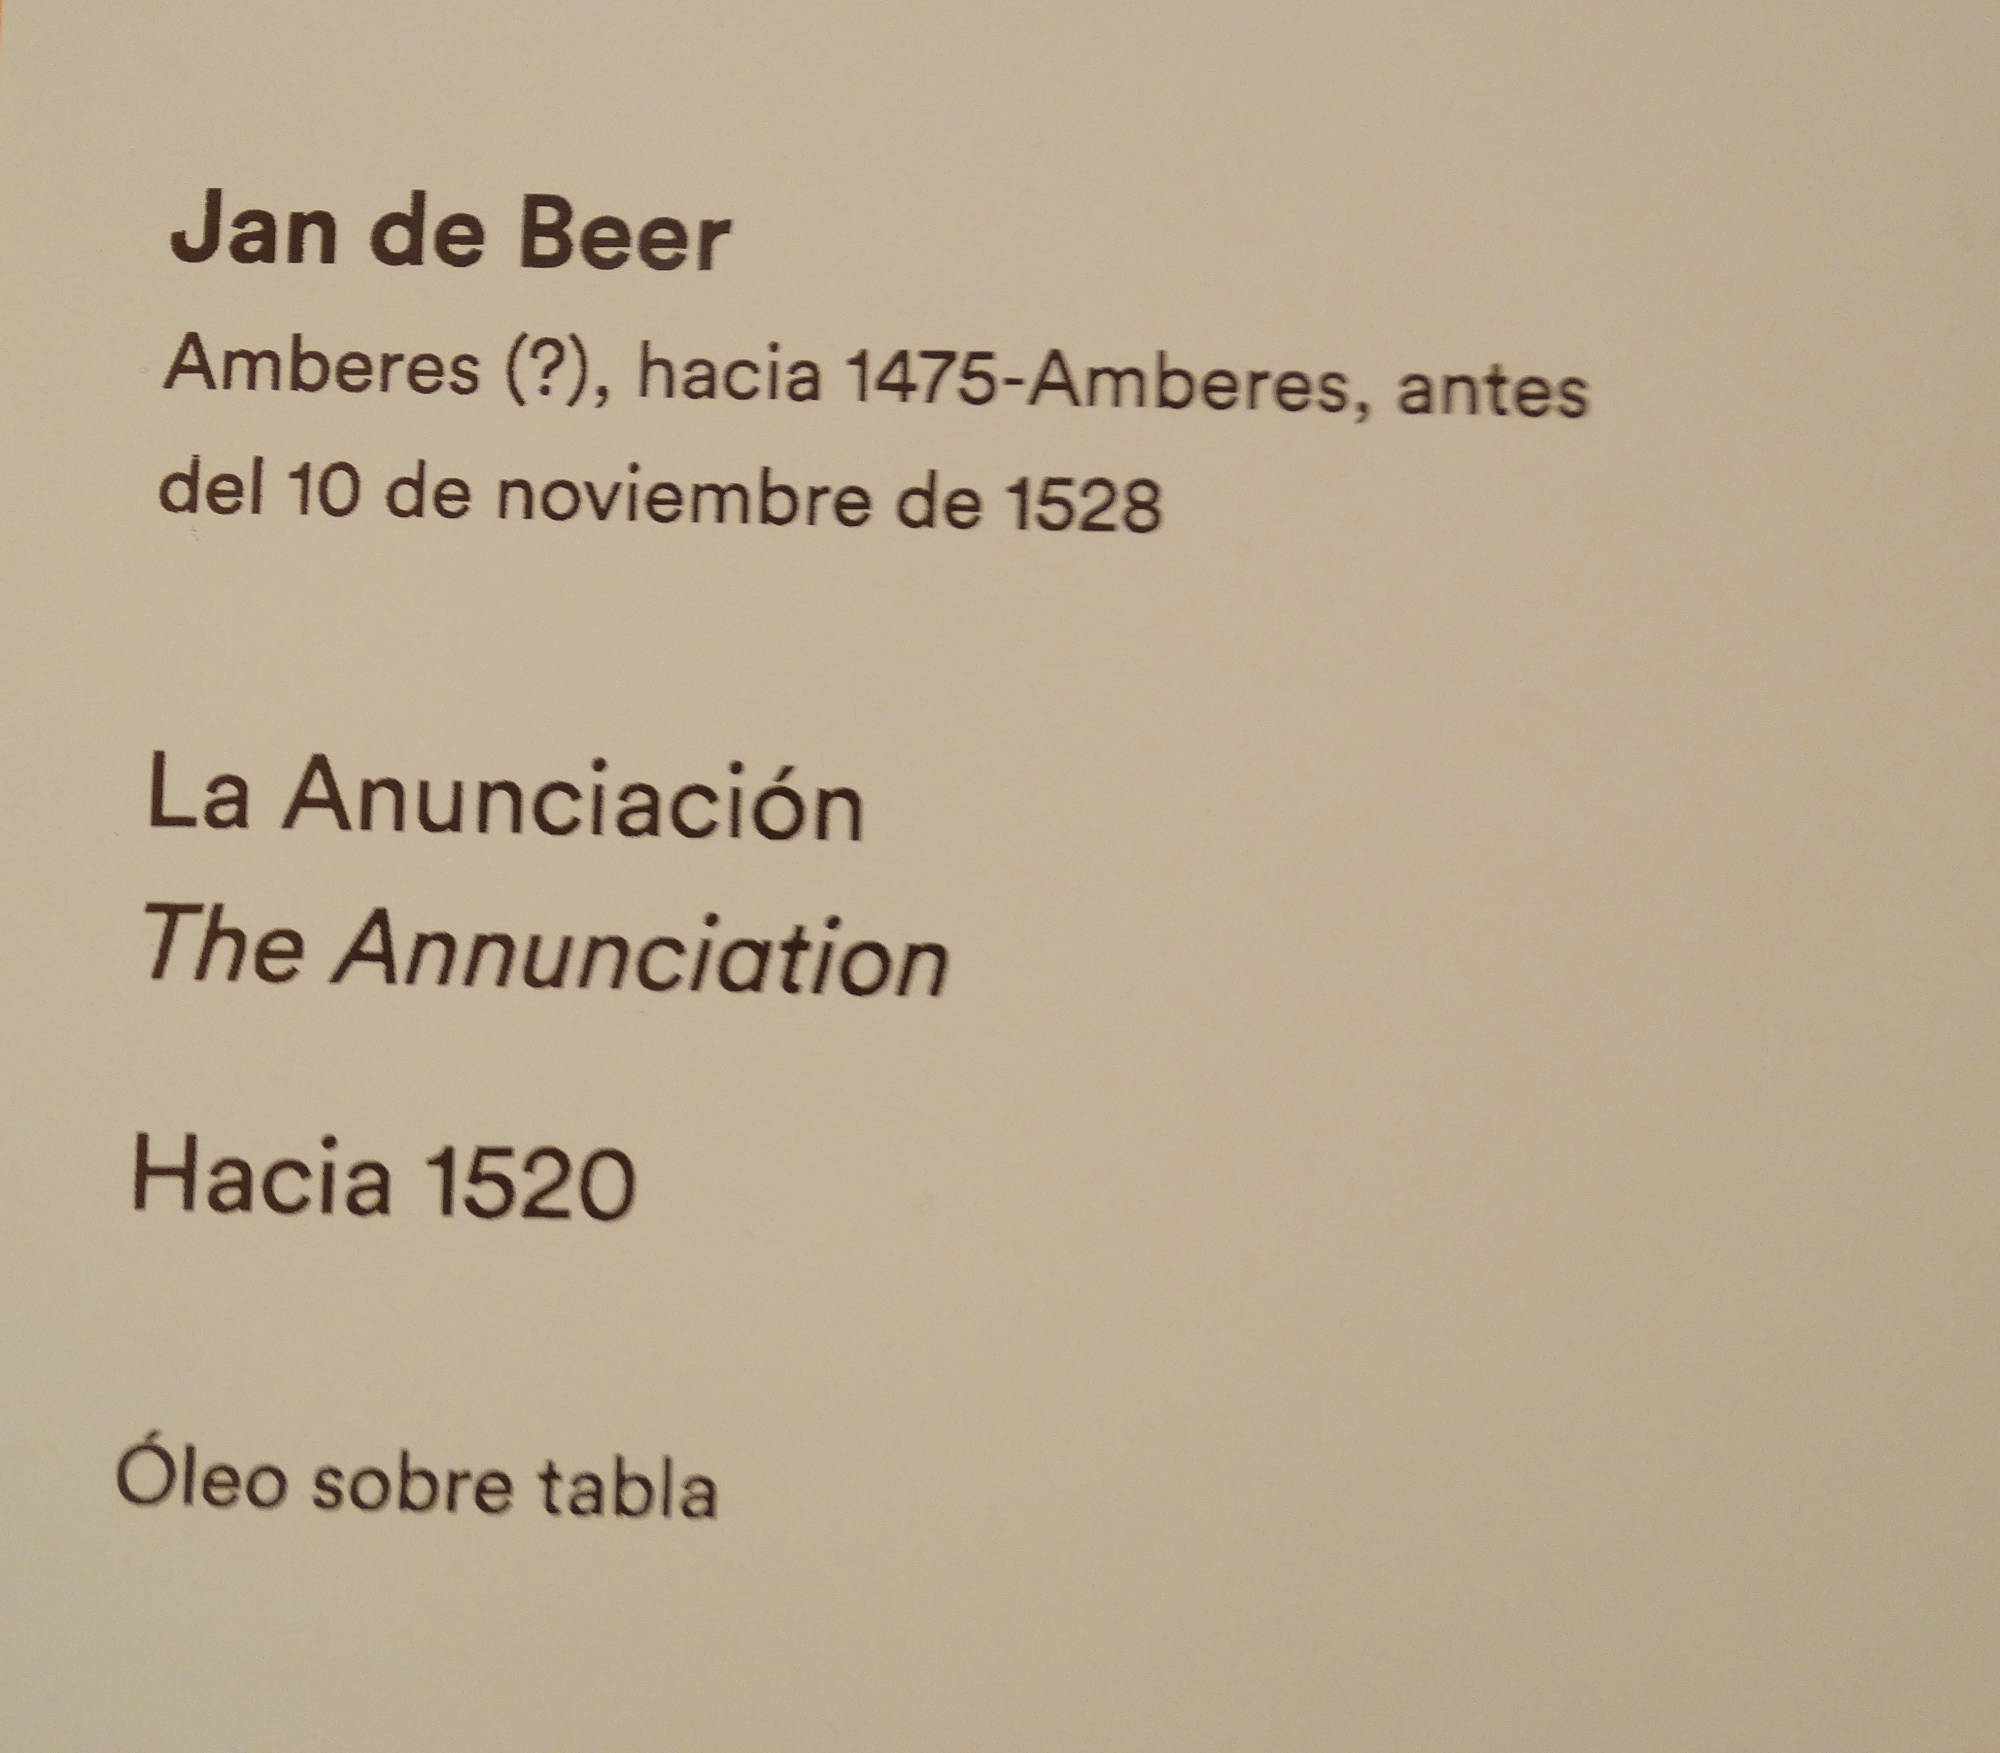 Jan de Beer
Amberes (?), hacia 1475-Amberes, antes
del 10 de noviembre de 1528
La Anunciación
The Annunciation
Hacia 1520
Óleo sobre tabla